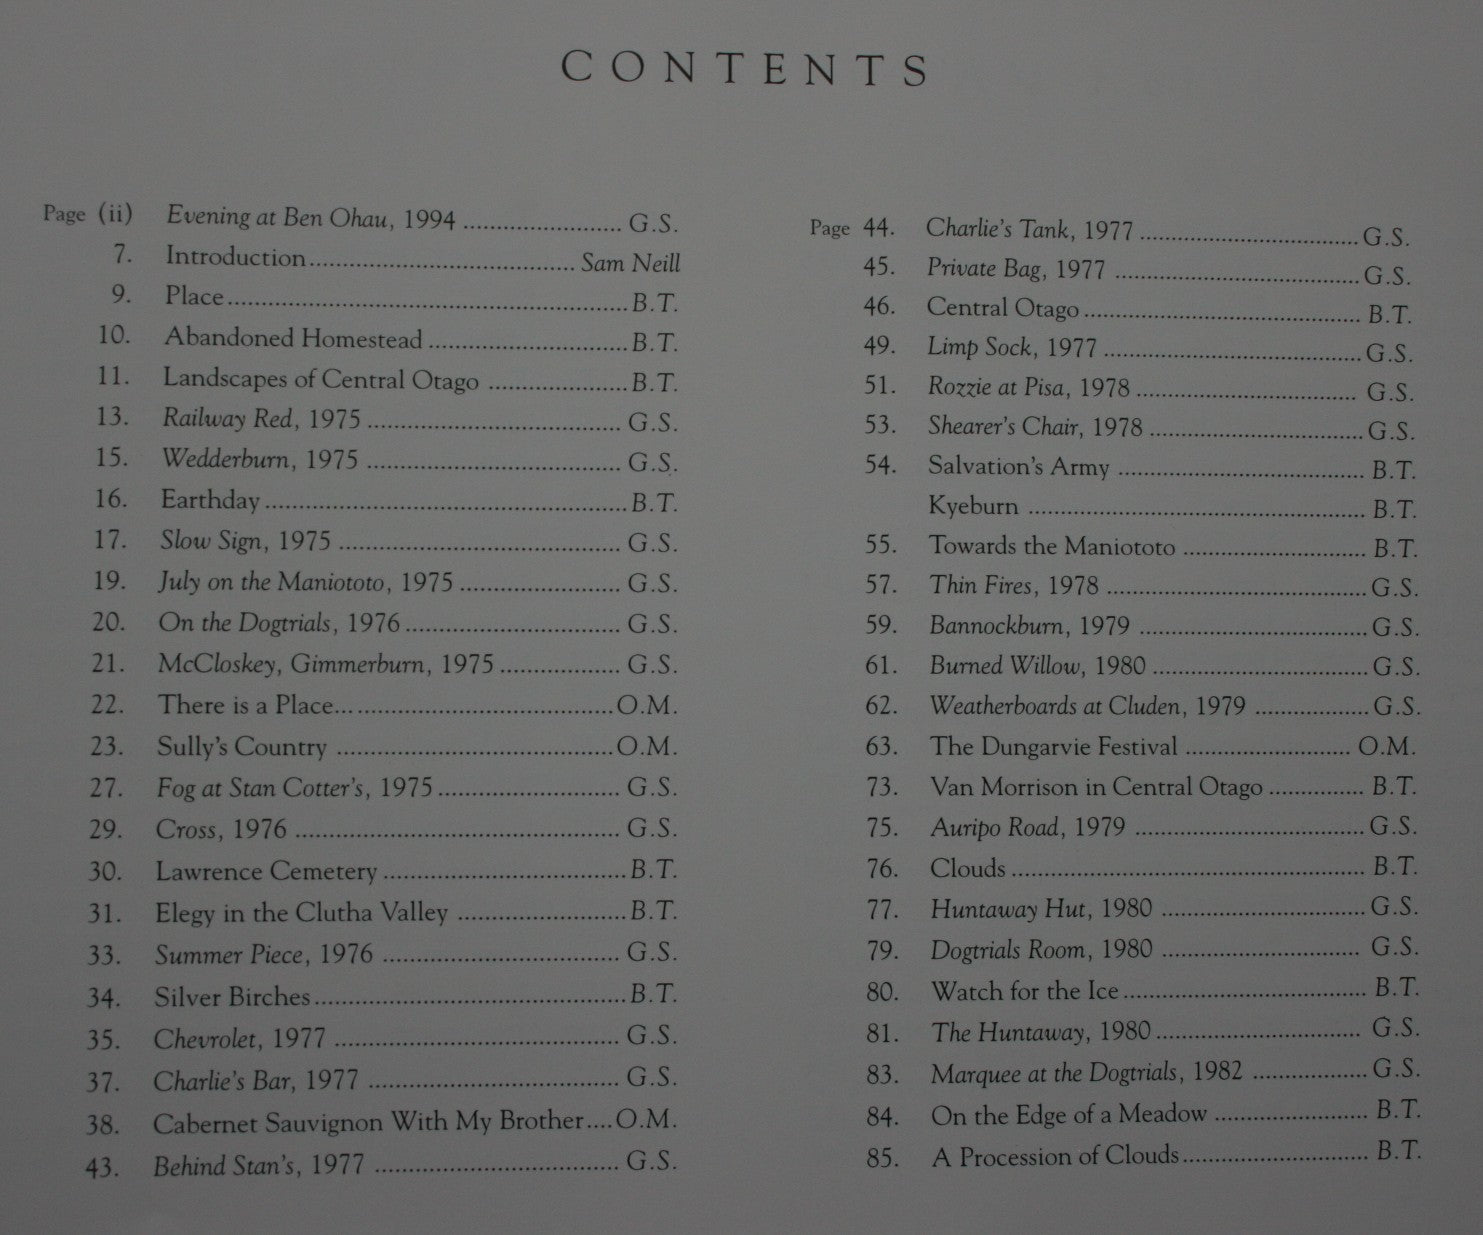 CONTENTS
Page (ii) Evening at Ben Ohau, 1994 ........................ G.S.
7. Introduction........................................ Sam Neill
9. Place............................................................B.T.
10. Abandoned Homestead ..............................B.T.
11. Landscapes of Central Otago .....................B.T.
13. Railway Red, 1975 ...................................... G.S.
15. Wedderburn, 1975 ...................................... G.S.
16. Earthday.......................................................B.T.
17. Slow Sign, 1975 .......................................... G.S.
19. July on the Maniototo, 1975 ........................ G.S.
20. On the Dogtrials, 1976................................ G.S.
21. McCloskey, Gimmerburn, 1975.................. G.S.
22. There is a Place..........................................O.M.
23. Sully's Country ..........................................O.M.
27. Fog at Stan Cotter's, 1975........................... G.S.
29. Cross, 1976 ................................................. G.S.
30. Lawrence Cemetery.....................................B.T.
31. Elegy in the Clutha Valley .........................B.T.
33. Summer Piece, 1976 .................................... G.S.
34. Silver Birches...............................................B.T.
35. Chevrolet, 1977 ........................................... G.S.
37. Charlie's Bar, 1977 ...................................... G.S.
38. Cabernet Sauvignon With My Brother....O.M.
43. Behind Stan's, 1977 ..................................... G.S.
Page 44. Charlie's Tank, 1977 .................................G.S.
45. Private Bag, 1977 .....................................G.S.
46. Central Otago.......................................... B.T.
49. Limp Sock, 1977 .......................................G.S.
51. Rozzie at Pisa, 1978 ................................. G.S.
53. Shearer's Chair, 1978 ................................G.S.
54. Salvation's Army ..................................... B.T.
Kyeburn ................................................... B.T.
55. Towards the Maniototo ........................... B.T.
57. Thin Fires, 1978 .......................................G.S.
59. Bannockburn, 1979 ..................................G.S.
61. Burned Willow, 1980 ................................G.S.
62. Weatherboards at Cluden, 1979 .................G.S.
63. The Dungarvie Festival ......................... O.M.
73. Van Morrison in Central Otago .............. B.T.
75. Auripo Road, 1979 ...................................G.S.
76. Clouds ..................................................... B.T.
77. Huntaway Hut, 1980 ...............................G.S.
79. Dogtrials Room, 1980 .............................. G.S.
80. Watch for the Ice..................................... B.T.
81. The Huntaway, 1980............................... G.S.
83. Marquee at the Dogtrials, 1982 .................G.S.
84. On the Edge of a Meadow ....................... B.T.
85. A Procession of Clouds............................ B.T.